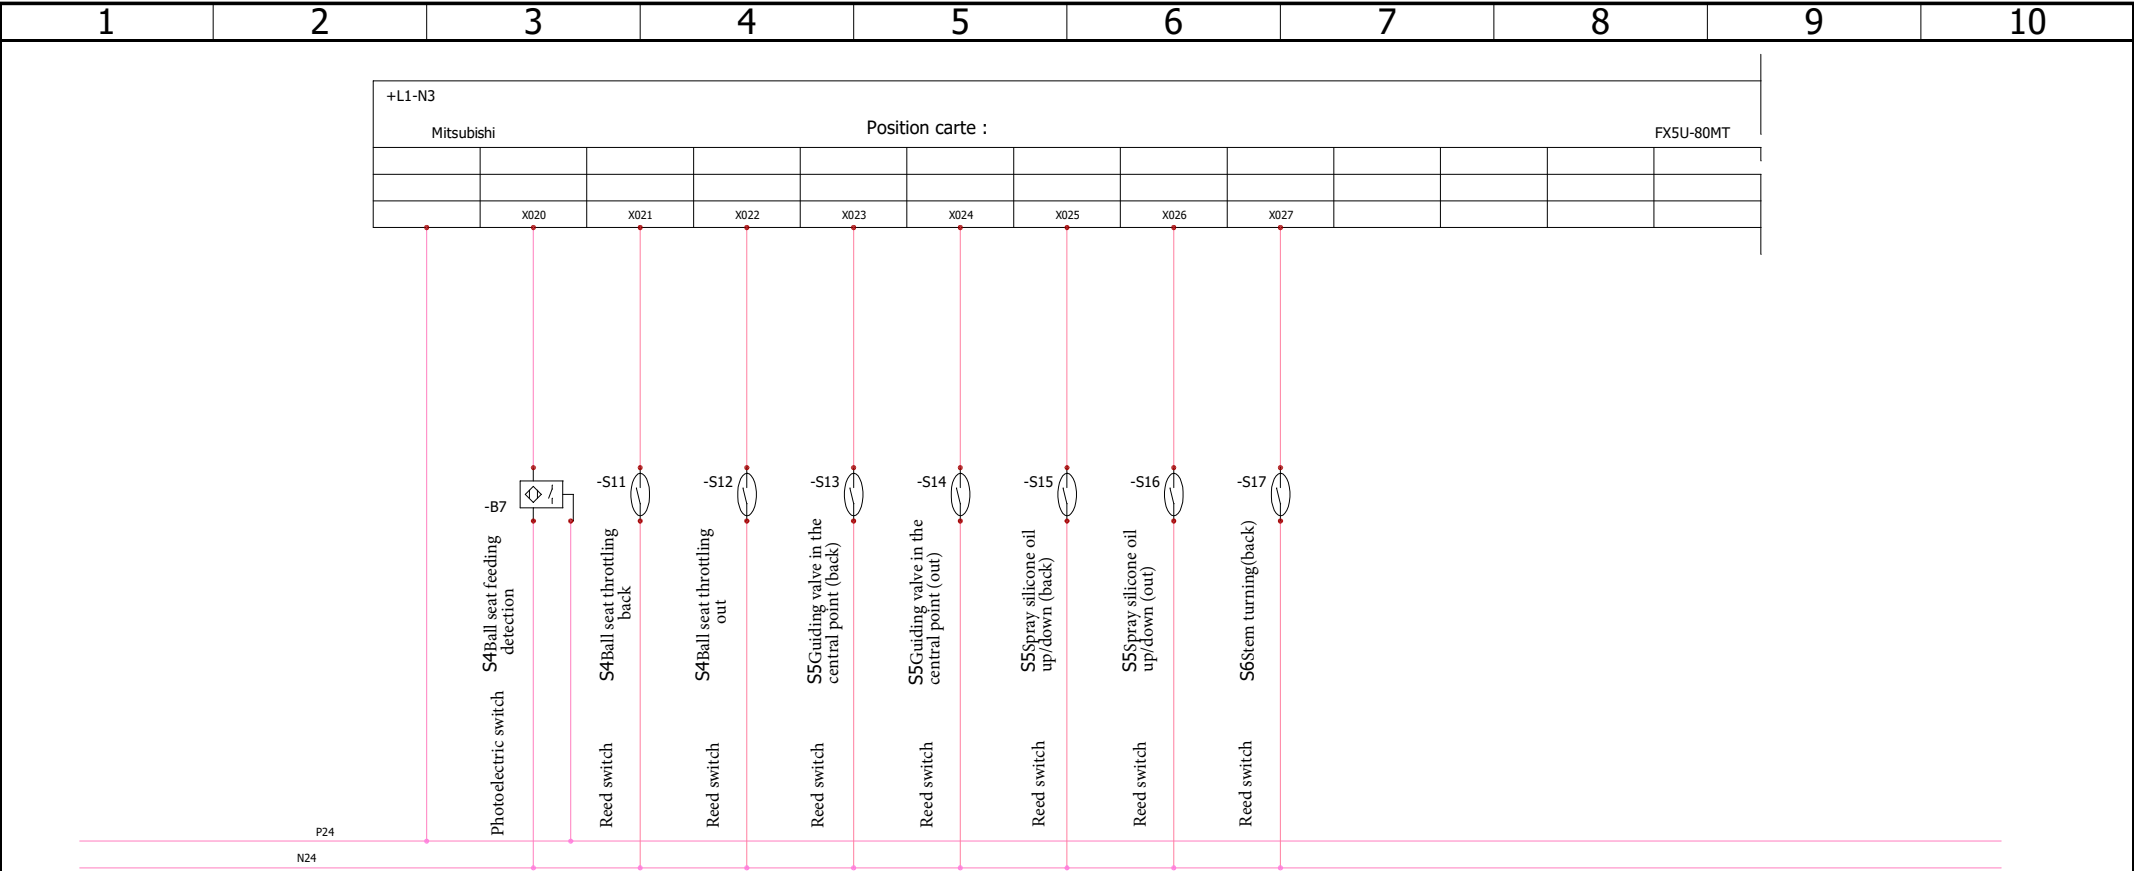 1 2 3 4 5 6 7 8 9 10
+L1-N3
Mitsubishi
Position carte :
FX5U-80MT
X020 X021 X022 X023 X024 X025 X026 X027
-B7
-S11
-S12
-S13
-S14
-S15
-S16
-S17
S4Ball seat feeding
detection
S4Ball seat throttling
back
S4Ball seat throttling
out
S5Guiding valve in the
central point (back)
S5Guiding valve in the
central point (out)
S5Spray silicone oil
up/down (back)
S5Spray silicone oil
up/down (out)
S6Stem turning(back)
Photoelectric switch
Reed switch
Reed switch
Reed switch
Reed switch
Reed switch
Reed switch
Reed switch
P24
N24